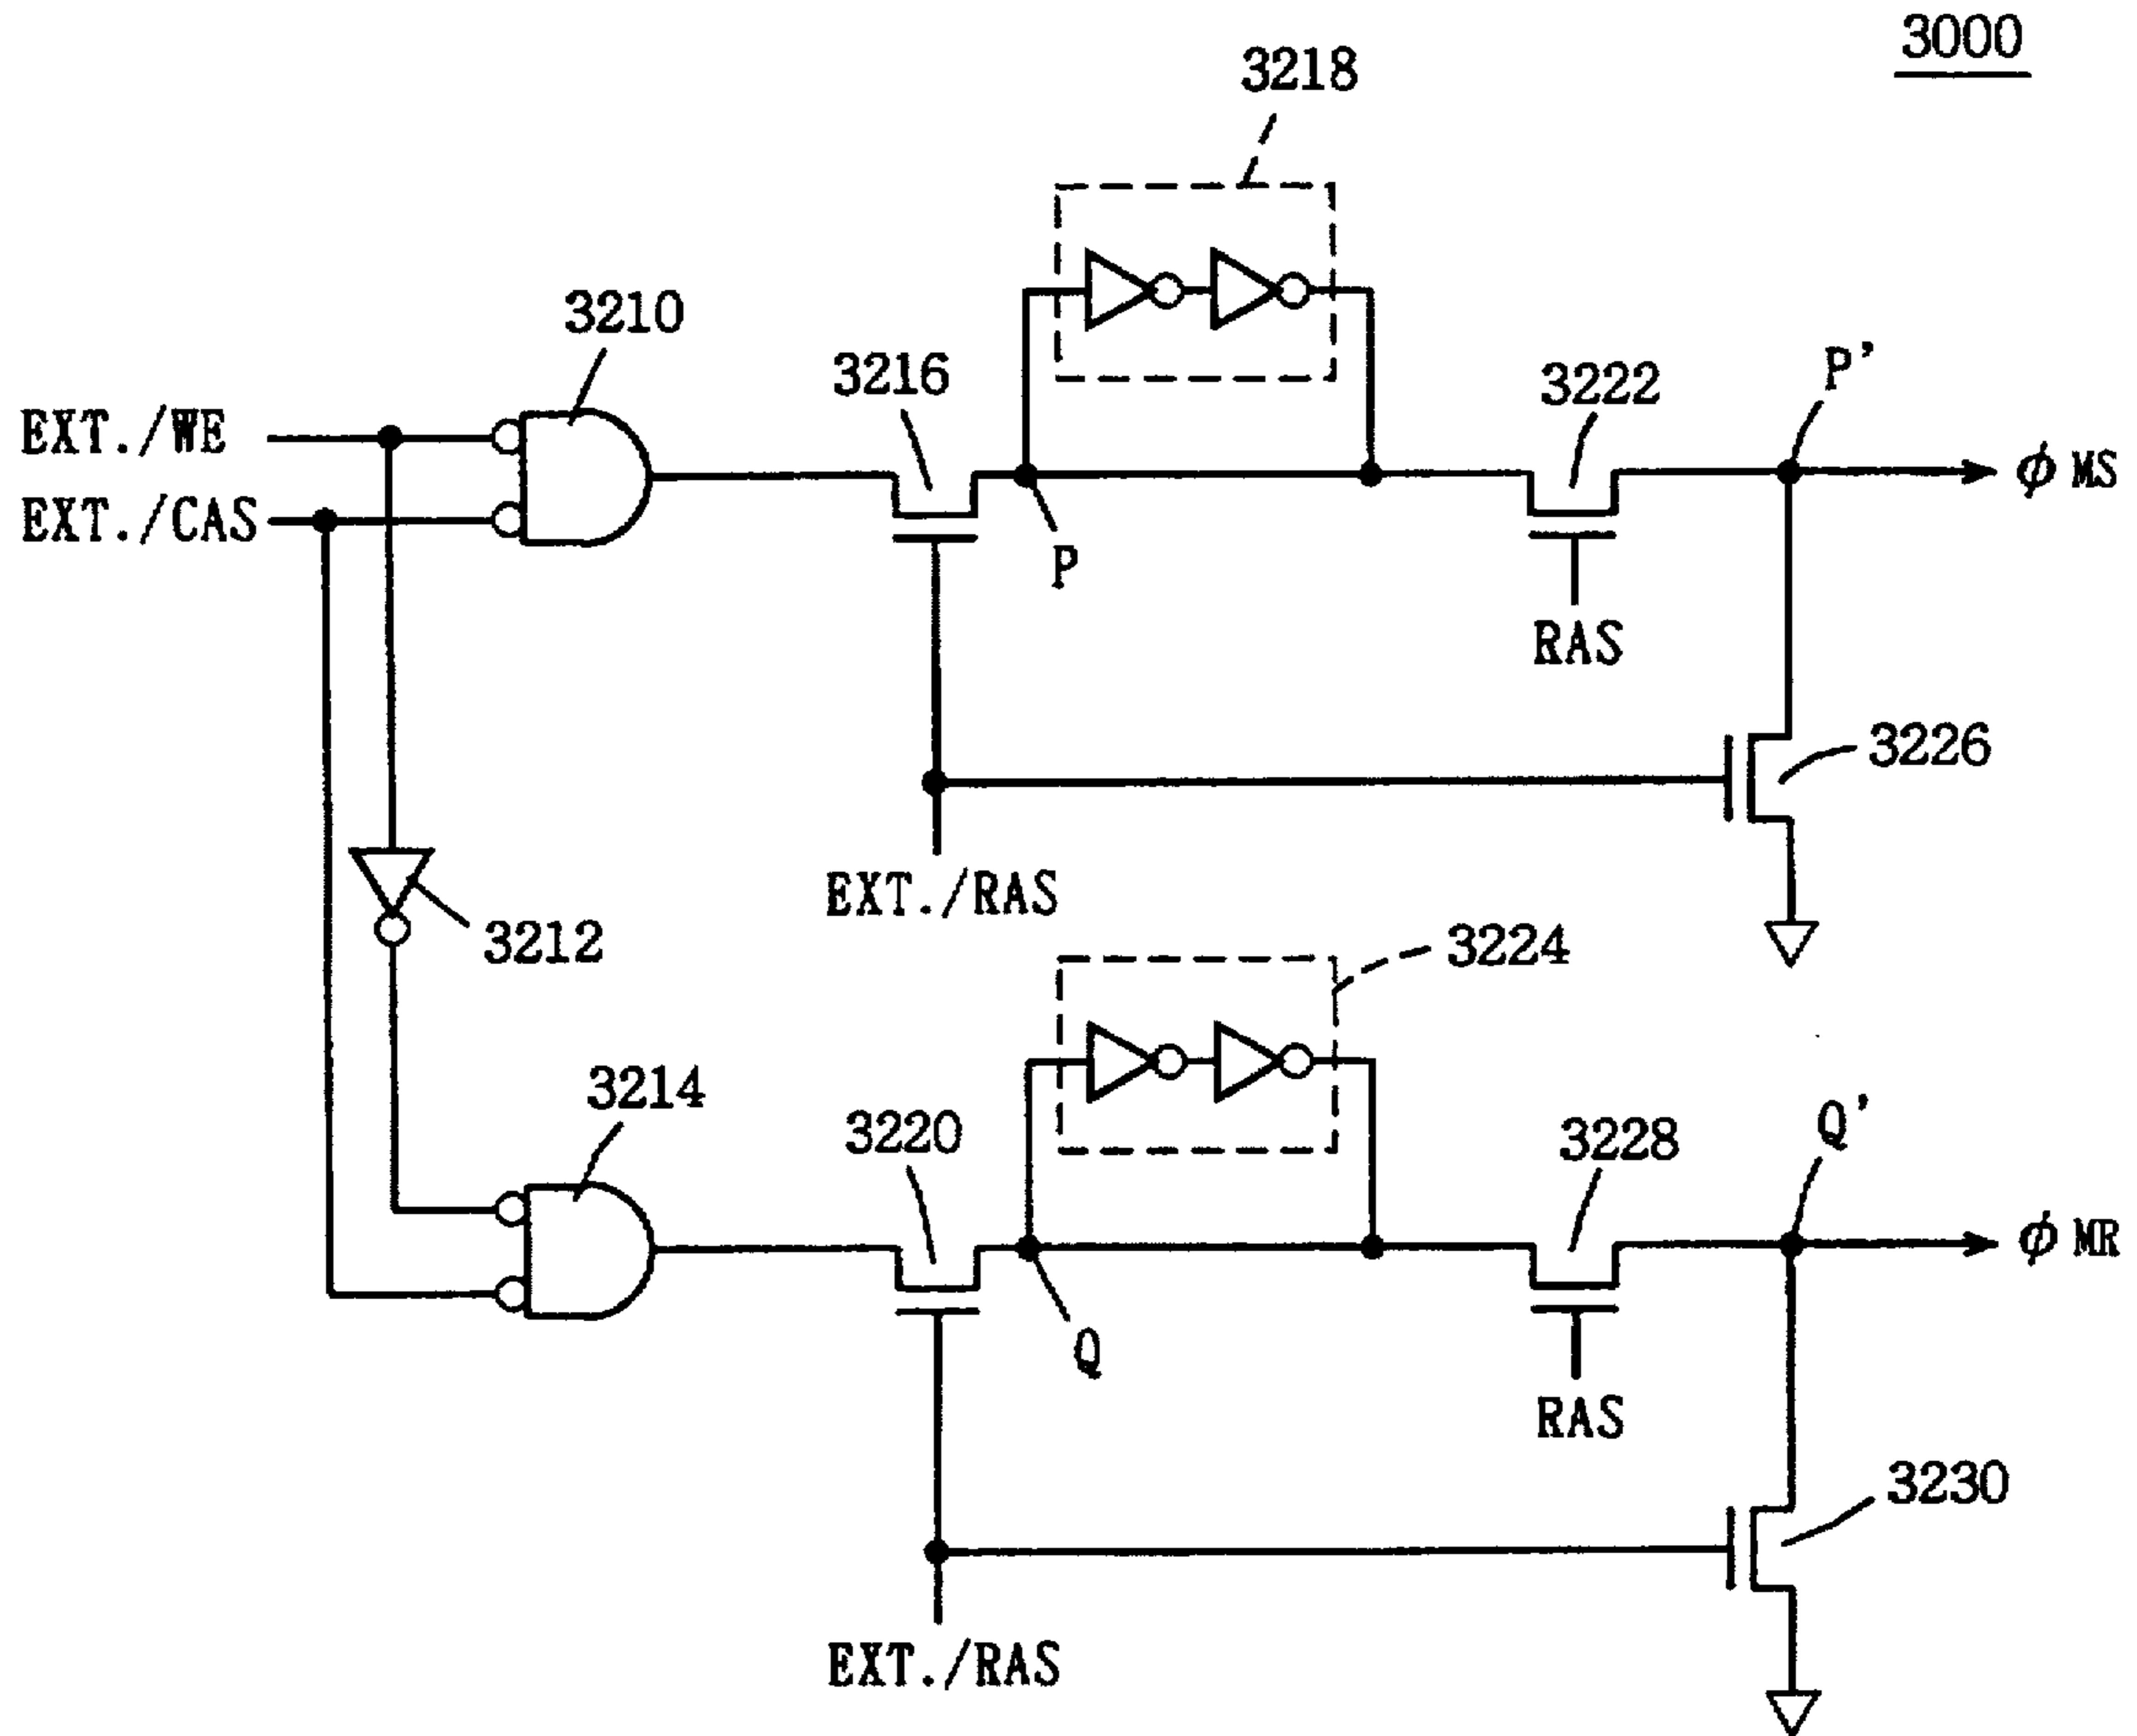 3000
3218
3210
3216
3222
P'
EXT./WE
φ MS
EXT./CAS
P
RAS
3226
EXT./RAS
3212
3224
3214
3220
3228
Q'
φ MR
Q
RAS
3230
EXT./RAS